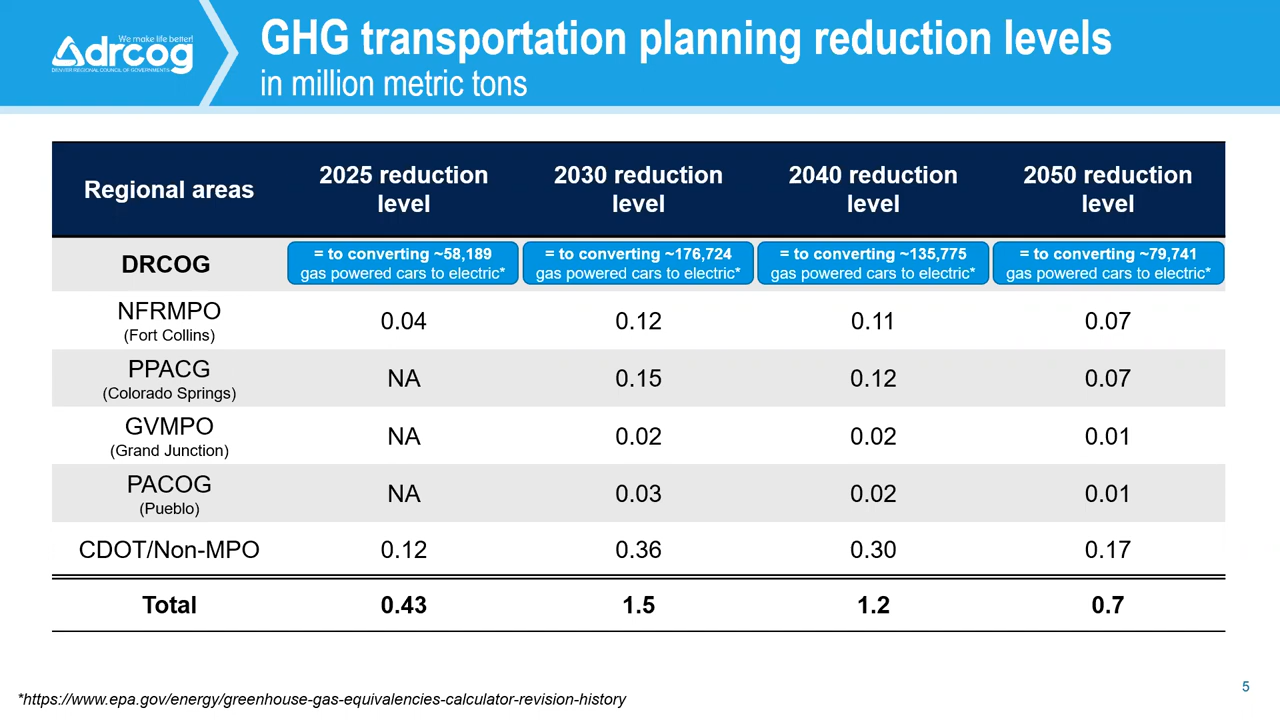 We make life better!
drcog
DENVER REGIONAL COUNCIL OF GOVERNMENTS
GHG transportation planning reduction levels
in million metric tons
Regional areas
2025 reduction level
2030 reduction level
2040 reduction level
2050 reduction level
DRCOG
= to converting ~58,189
gas powered cars to electric*
= to converting ~176,724
gas powered cars to electric*
= to converting ~135,775
gas powered cars to electric*
= to converting ~79,741
gas powered cars to electric*
NFRMPO
(Fort Collins)
0.04 0.12 0.11 0.07
PPACG
(Colorado Springs)
NA 0.15 0.12 0.07
GVMPO
(Grand Junction)
NA 0.02 0.02 0.01
PACOG
(Pueblo)
NA 0.03 0.02 0.01
CDOT/Non-MPO 0.12 0.36 0.30 0.17
Total 0.43 1.5 1.2 0.7
*https://www.epa.gov/energy/greenhouse-gas-equivalencies-calculator-revision-history
5